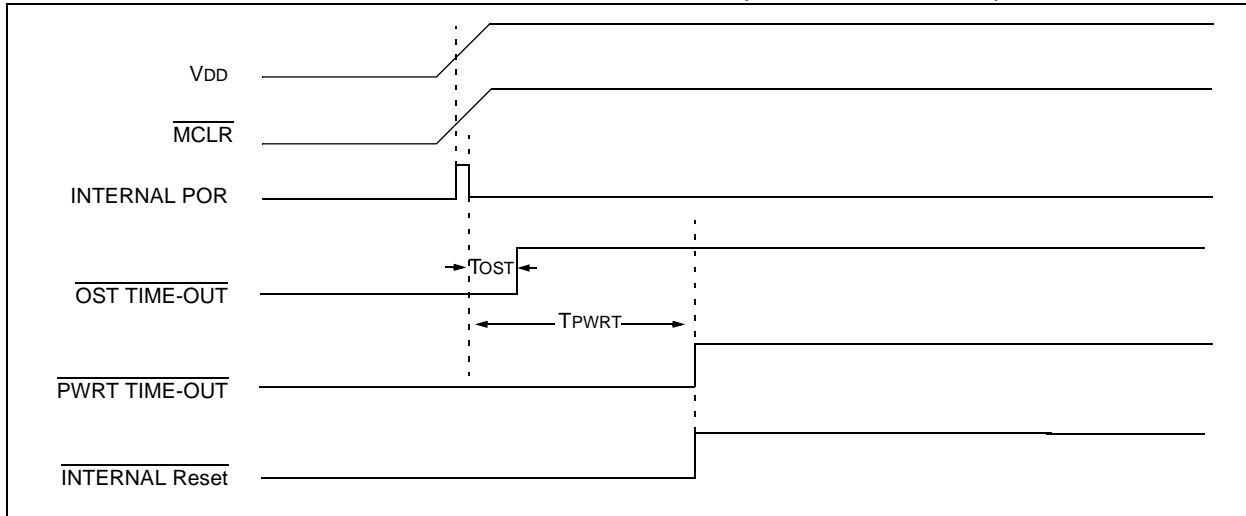 VDD
MCLR
INTERNAL POR
TOST
OST TIME-OUT
TPWRT
PWRT TIME-OUT
INTERNAL Reset